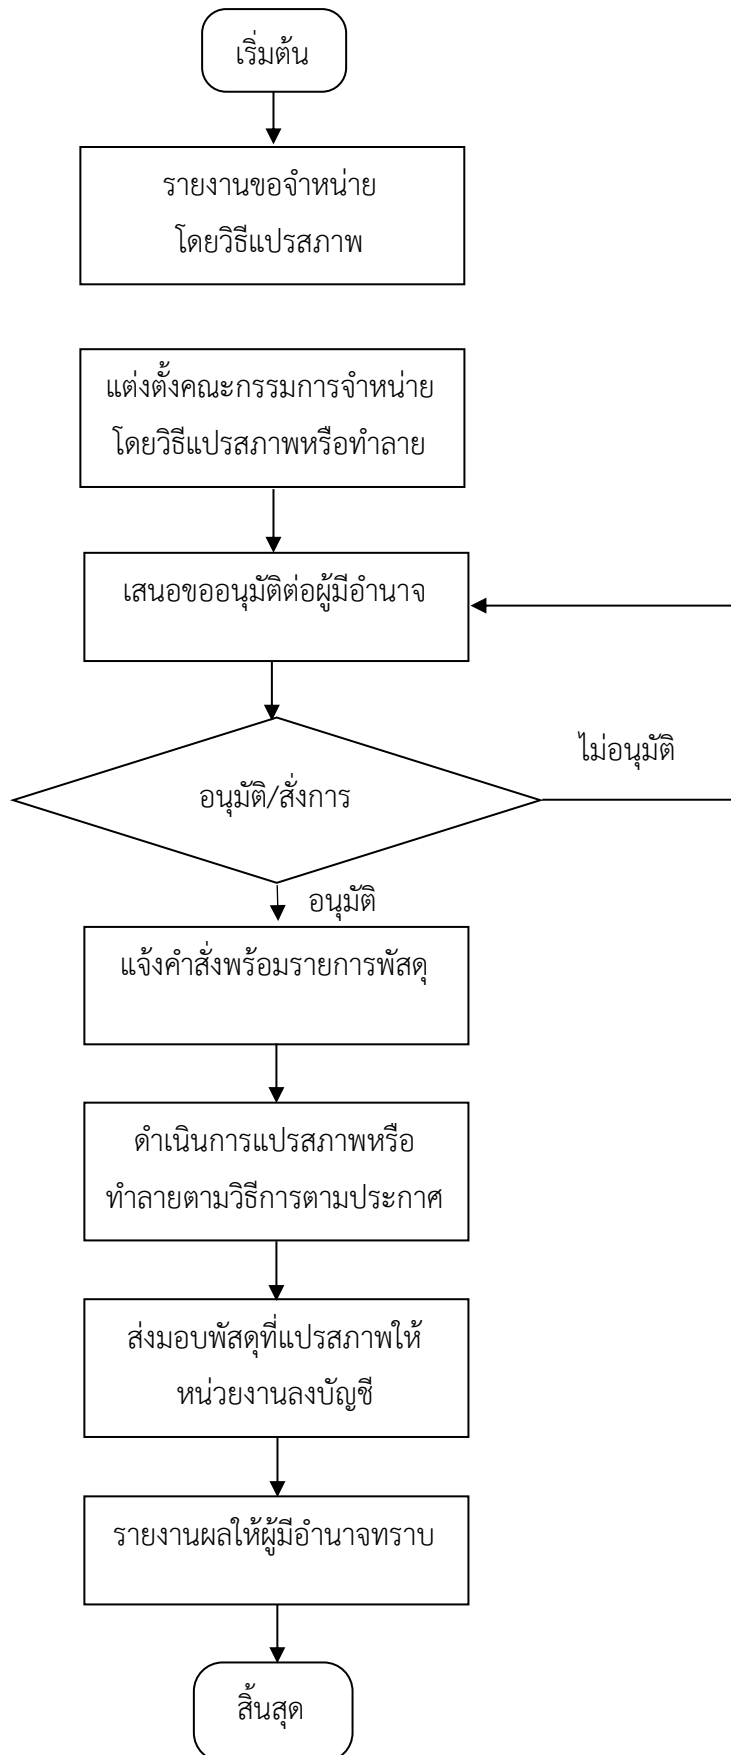 เริ่มต้น
รายงานขอจำหน่าย
โดยวิธีแปรสภาพ
แต่งตั้งคณะกรรมการจำหน่าย
โดยวิธีแปรสภาพหรือทำลาย
เสนอขออนุมัติต่อผู้มีอำนาจ
ไม่อนุมัติ
อนุมัติ/สั่งการ
อนุมัติ
แจ้งคำสั่งพร้อมรายการพัสดุ
ดำเนินการแปรสภาพหรือ
ทำลายตามวิธีการตามประกาศ
ส่งมอบพัสดุที่แปรสภาพให้
หน่วยงานลงบัญชี
รายงานผลให้ผู้มีอำนาจทราบ
สิ้นสุด